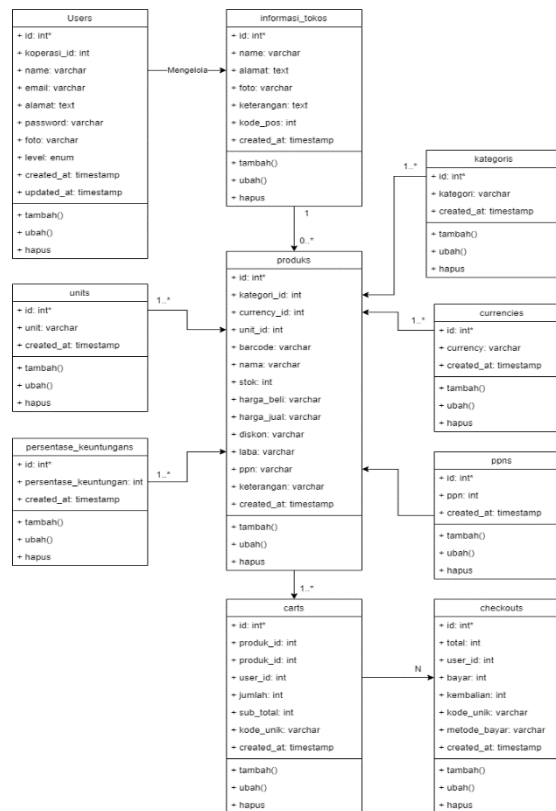 Users
+ id: int*
+ koperasi_id: int
+ name: varchar
+ email: varchar
+ alamat: text
+ password: varchar
+ foto: varchar
+ level: enum
+ created_at: timestamp
+ updated_at: timestamp
+ tambah()
+ ubah()
+ hapus
Mengelola
informasi_tokos
+ id: int*
+ name: varchar
+ alamat: text
+ foto: varchar
+ keterangan: text
+ kode_pos: int
+ created_at: timestamp
+ tambah()
+ ubah()
+ hapus
1
0..*
1..*
kategoris
+ id: int*
+ kategori: varchar
+ created_at: timestamp
+ tambah()
+ ubah()
+ hapus
units
+ id: int*
+ unit: varchar
+ created_at: timestamp
+ tambah()
+ ubah()
+ hapus
1..*
produks
+ id: int*
+ kategori_id: int
+ currency_id: int
+ unit_id: int
+ barcode: varchar
+ nama: varchar
+ stok: int
+ harga_beli: varchar
+ harga_jual: varchar
+ diskon: varchar
+ laba: varchar
+ ppn: varchar
+ keterangan: varchar
+ created_at: timestamp
+ tambah()
+ ubah()
+ hapus
1..*
currencies
+ id: int*
+ currency: varchar
+ created_at: timestamp
+ tambah()
+ ubah()
+ hapus
persentase_keuntungans
+ id: int*
+ persentase_keuntungan: int
+ created_at: timestamp
+ tambah()
+ ubah()
+ hapus
1..*
ppns
+ id: int*
+ ppn: int
+ created_at: timestamp
+ tambah()
+ ubah()
+ hapus
1..*
carts
+ id: int*
+ produk_id: int
+ produk_id: int
+ user_id: int
+ jumlah: int
+ sub_total: int
+ kode_unik: varchar
+ created_at: timestamp
+ tambah()
+ ubah()
+ hapus
N
checkouts
+ id: int*
+ total: int
+ user_id: int
+ bayar: int
+ kembalian: int
+ kode_unik: varchar
+ metode_bayar: varchar
+ created_at: timestamp
+ tambah()
+ ubah()
+ hapus